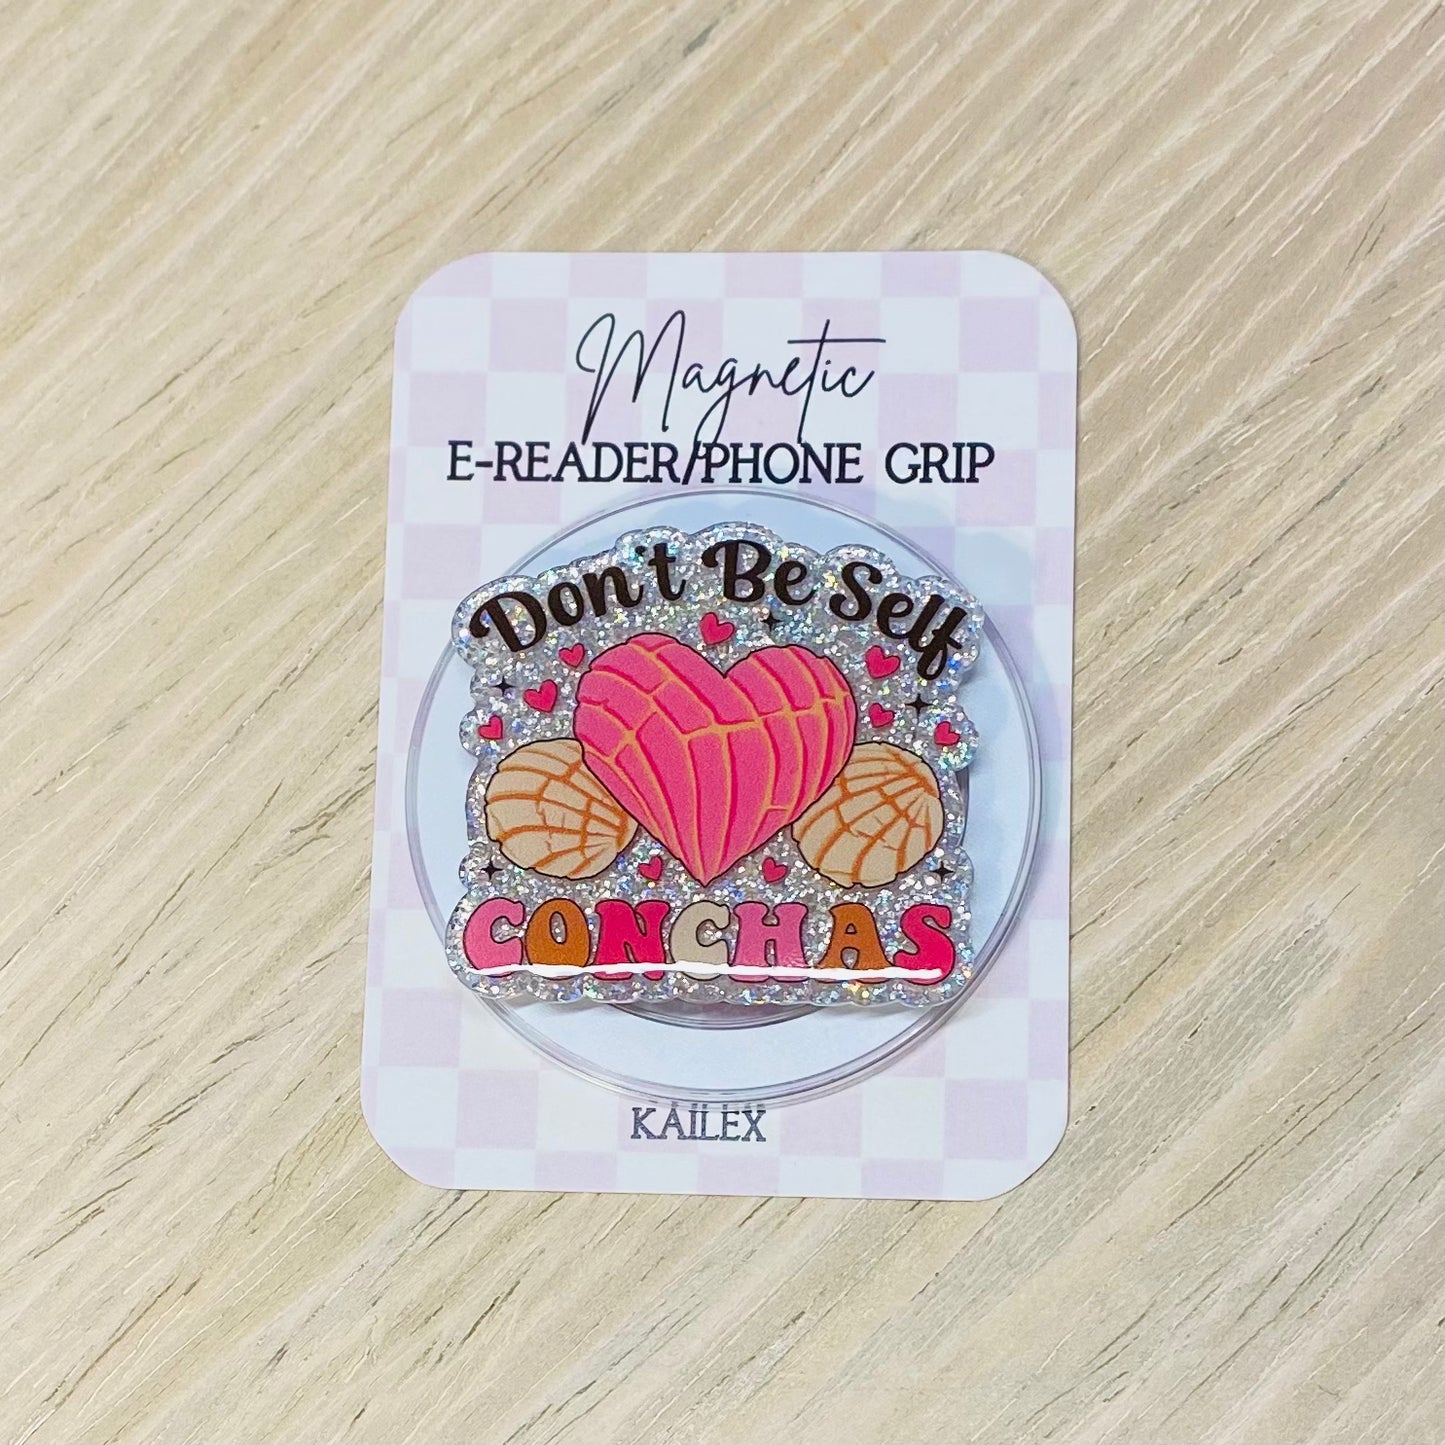 Magnetic
E-READER/PHONE GRIP
Don't Be Self
CONCHAS
KAILEX